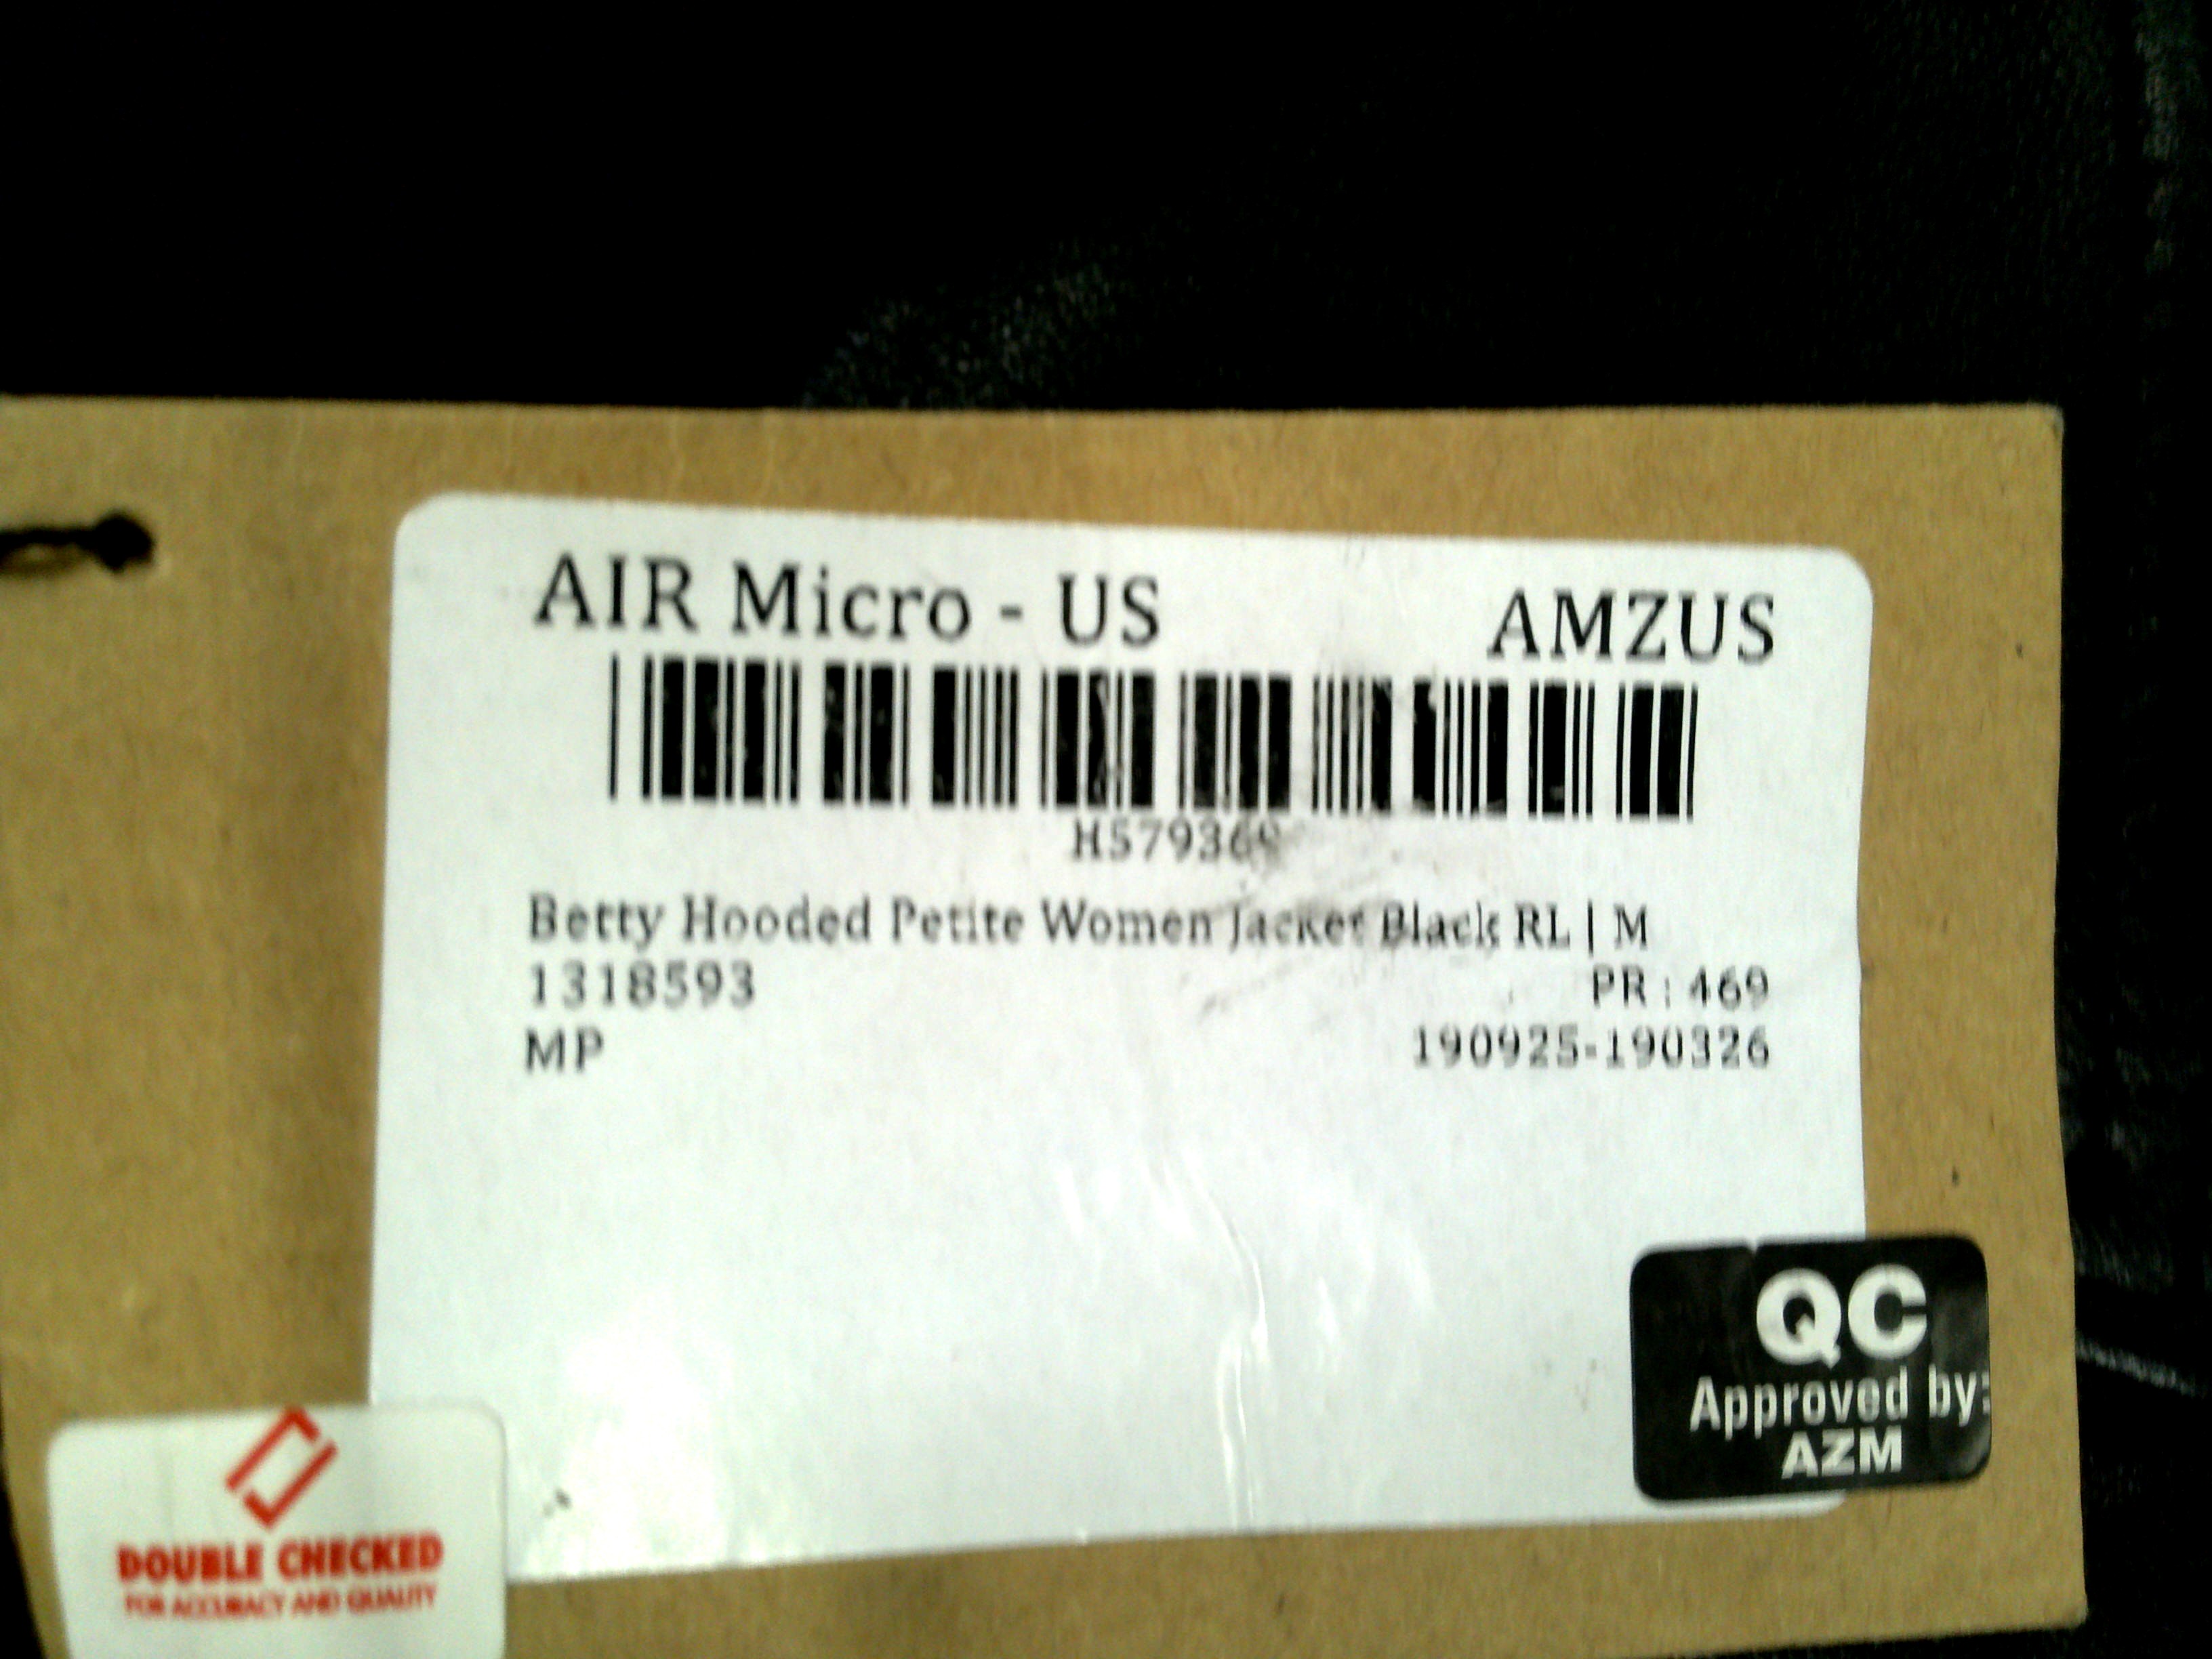 AIR Micro - US AMZUS
H579369
Betty Hooded Petite Women Jacket Black RL | M
1318593 PR : 469
MP 190925-190326
QC
Approved by:
AZM
DOUBLE CHECKED
FOR ACCURACY AND QUALITY